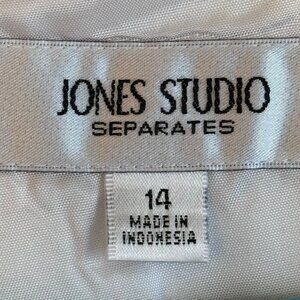 JONES STUDIO
SEPARATES
14
MADE IN
INDONESIA